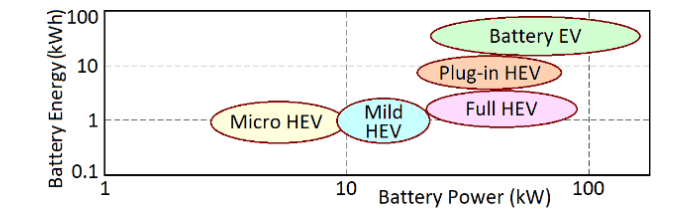 Battery Energy (kWh)
100
10
1
0.1
Battery EV
Plug-in HEV
Full HEV
Mild
HEV
Micro HEV
1
10
100
Battery Power (kW)